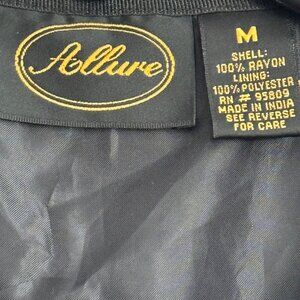 Allure
M
SHELL:
100% RAYON
LINING:
100% POLYESTER
RN # 95809
MADE IN INDIA
SEE REVERSE
FOR CARE